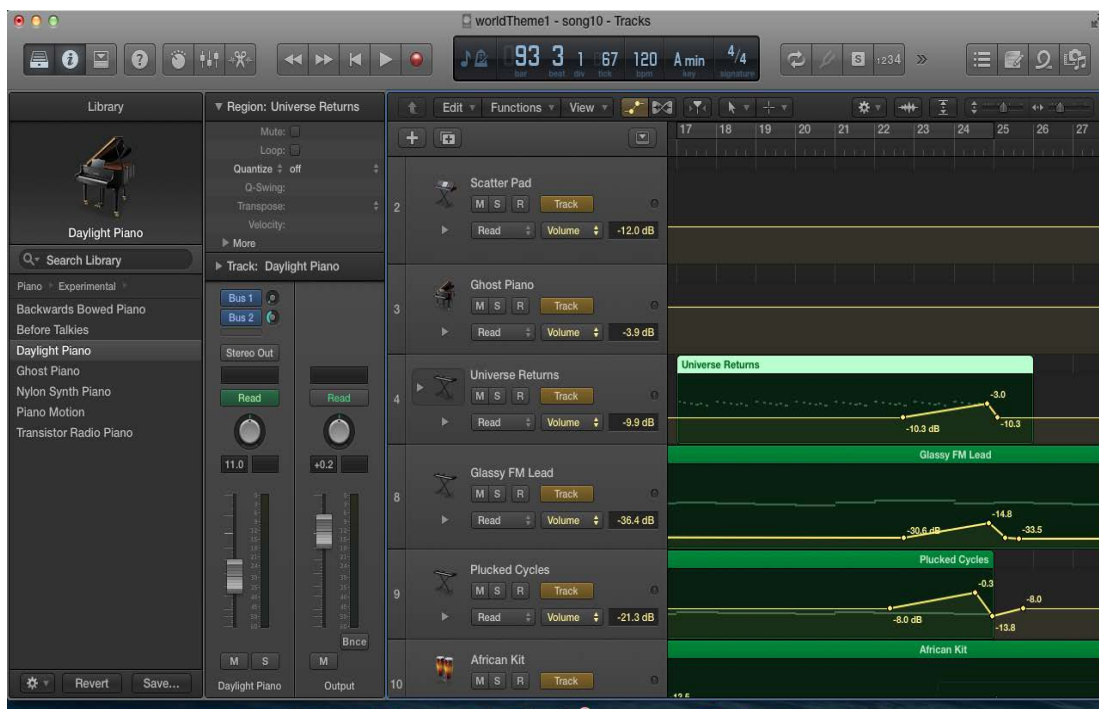 worldTheme1 - song10 - Tracks
93 3 1 67 120 A min 4/4
bar beat div tick bpm key signature
S 1234
Library
Region: Universe Returns
Edit Functions View
Mute:
Loop:
Quantize off
Q-Swing:
Transpose:
Velocity:
More
Daylight Piano
Search Library
Track: Daylight Piano
Piano Experimental
Backwards Bowed Piano
Before Talkies
Daylight Piano
Ghost Piano
Nylon Synth Piano
Piano Motion
Transistor Radio Piano
Revert Save...
Bus 1
Bus 2
Stereo Out
Read Read
11.0 +0.2
Bnce
M S M
Daylight Piano Output
17 18 19 20 21 22 23 24 25 26 27
2 Scatter Pad
M S R Track
Read Volume -12.0 dB
3 Ghost Piano
M S R Track
Read Volume -3.9 dB
4 Universe Returns
M S R Track
Read Volume -9.9 dB
Universe Returns
-3.0
-10.3 dB -10.3
8 Glassy FM Lead
M S R Track
Read Volume -36.4 dB
Glassy FM Lead
-14.8
-30.6 dB -33.5
9 Plucked Cycles
M S R Track
Read Volume -21.3 dB
Plucked Cycles
-0.3
-8.0
-8.0 dB -13.8
10 African Kit
M S R Track
African Kit